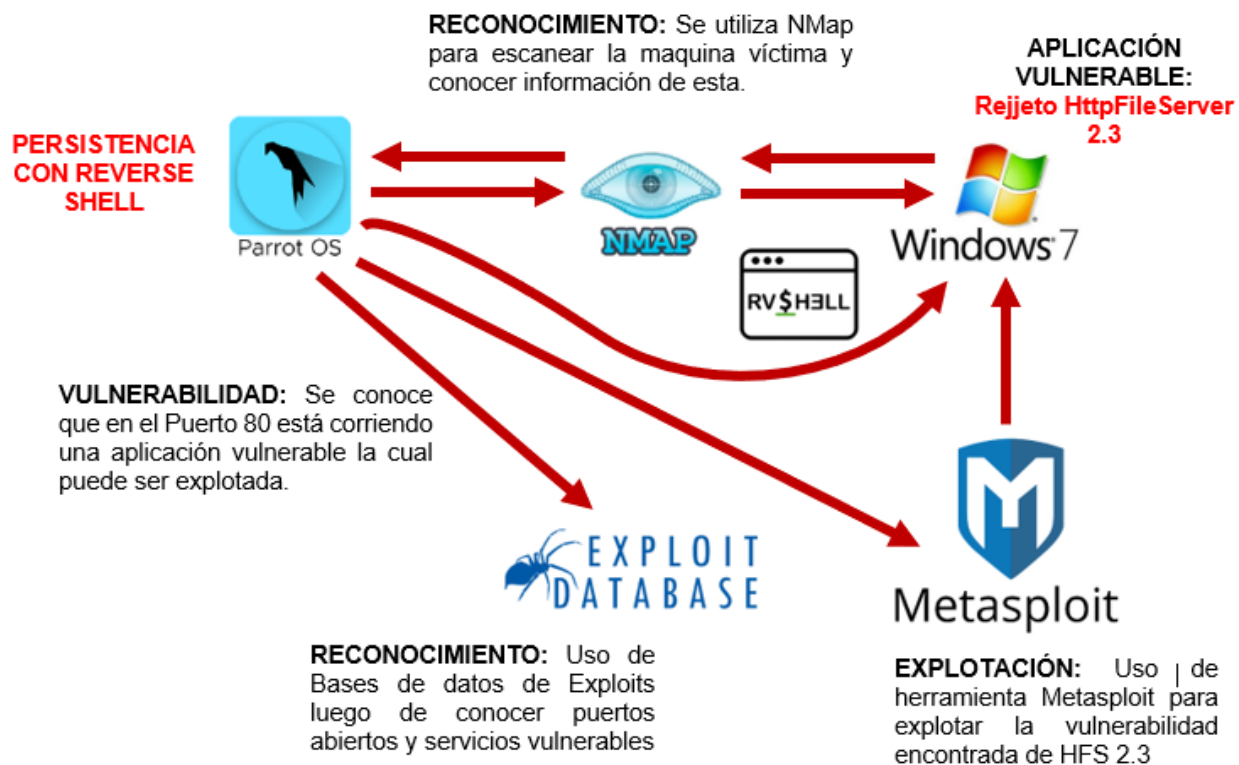 RECONOCIMIENTO: Se utiliza NMap
para escanear la maquina víctima y
conocer información de esta.
APLICACIÓN
VULNERABLE:
Rejjeto HttpFileServer
2.3
PERSISTENCIA
CON REVERSE
SHELL
Parrot OS
NMAP
Windows 7
RV$HELL
VULNERABILIDAD: Se conoce
que en el Puerto 80 está corriendo
una aplicación vulnerable la cual
puede ser explotada.
EXPLOIT
DATABASE
Metasploit
RECONOCIMIENTO: Uso de
Bases de datos de Exploits
luego de conocer puertos
abiertos y servicios vulnerables
EXPLOTACIÓN: Uso de
herramienta Metasploit para
explotar la vulnerabilidad
encontrada de HFS 2.3